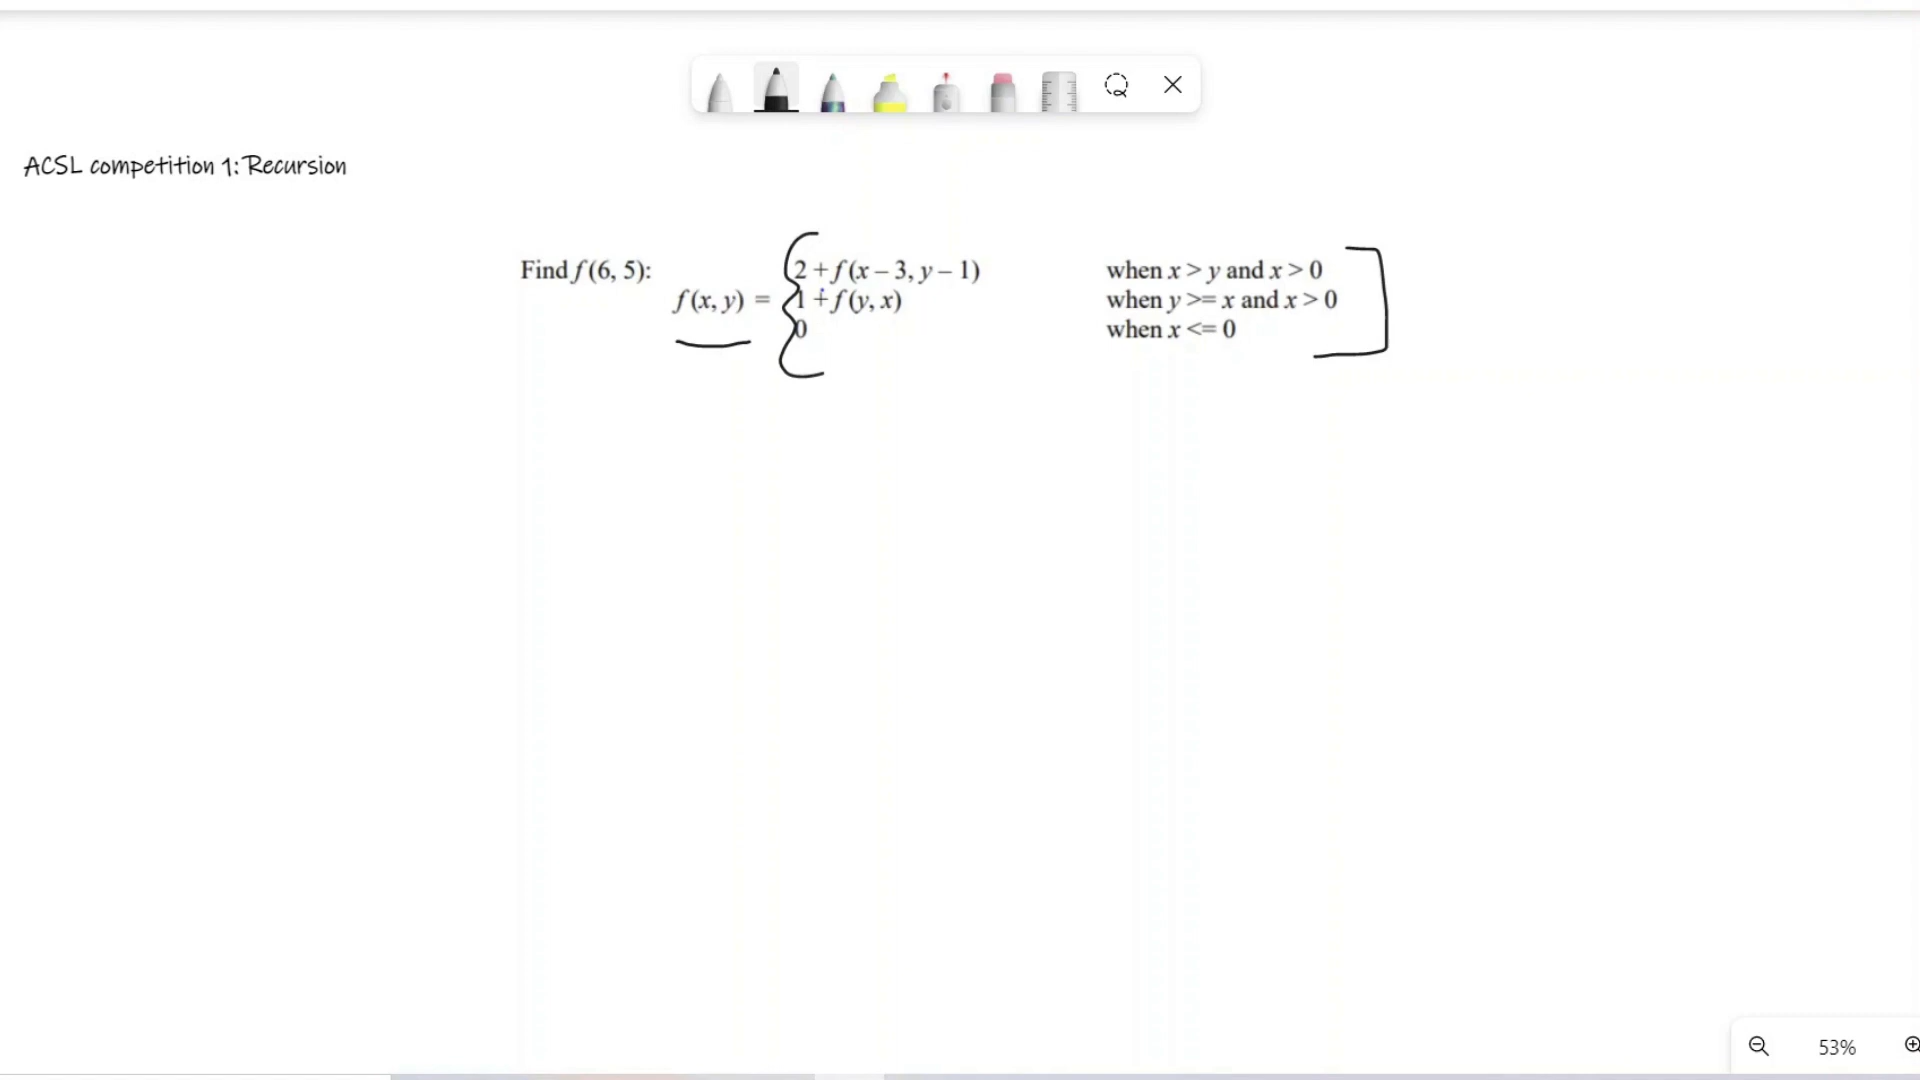 ACSL competition 1: Recursion
Find f (6, 5):
f (x, y) =
2 + f (x – 3, y – 1) when x > y and x > 0
1 + f (y, x) when y >= x and x > 0
0 when x <= 0
53%